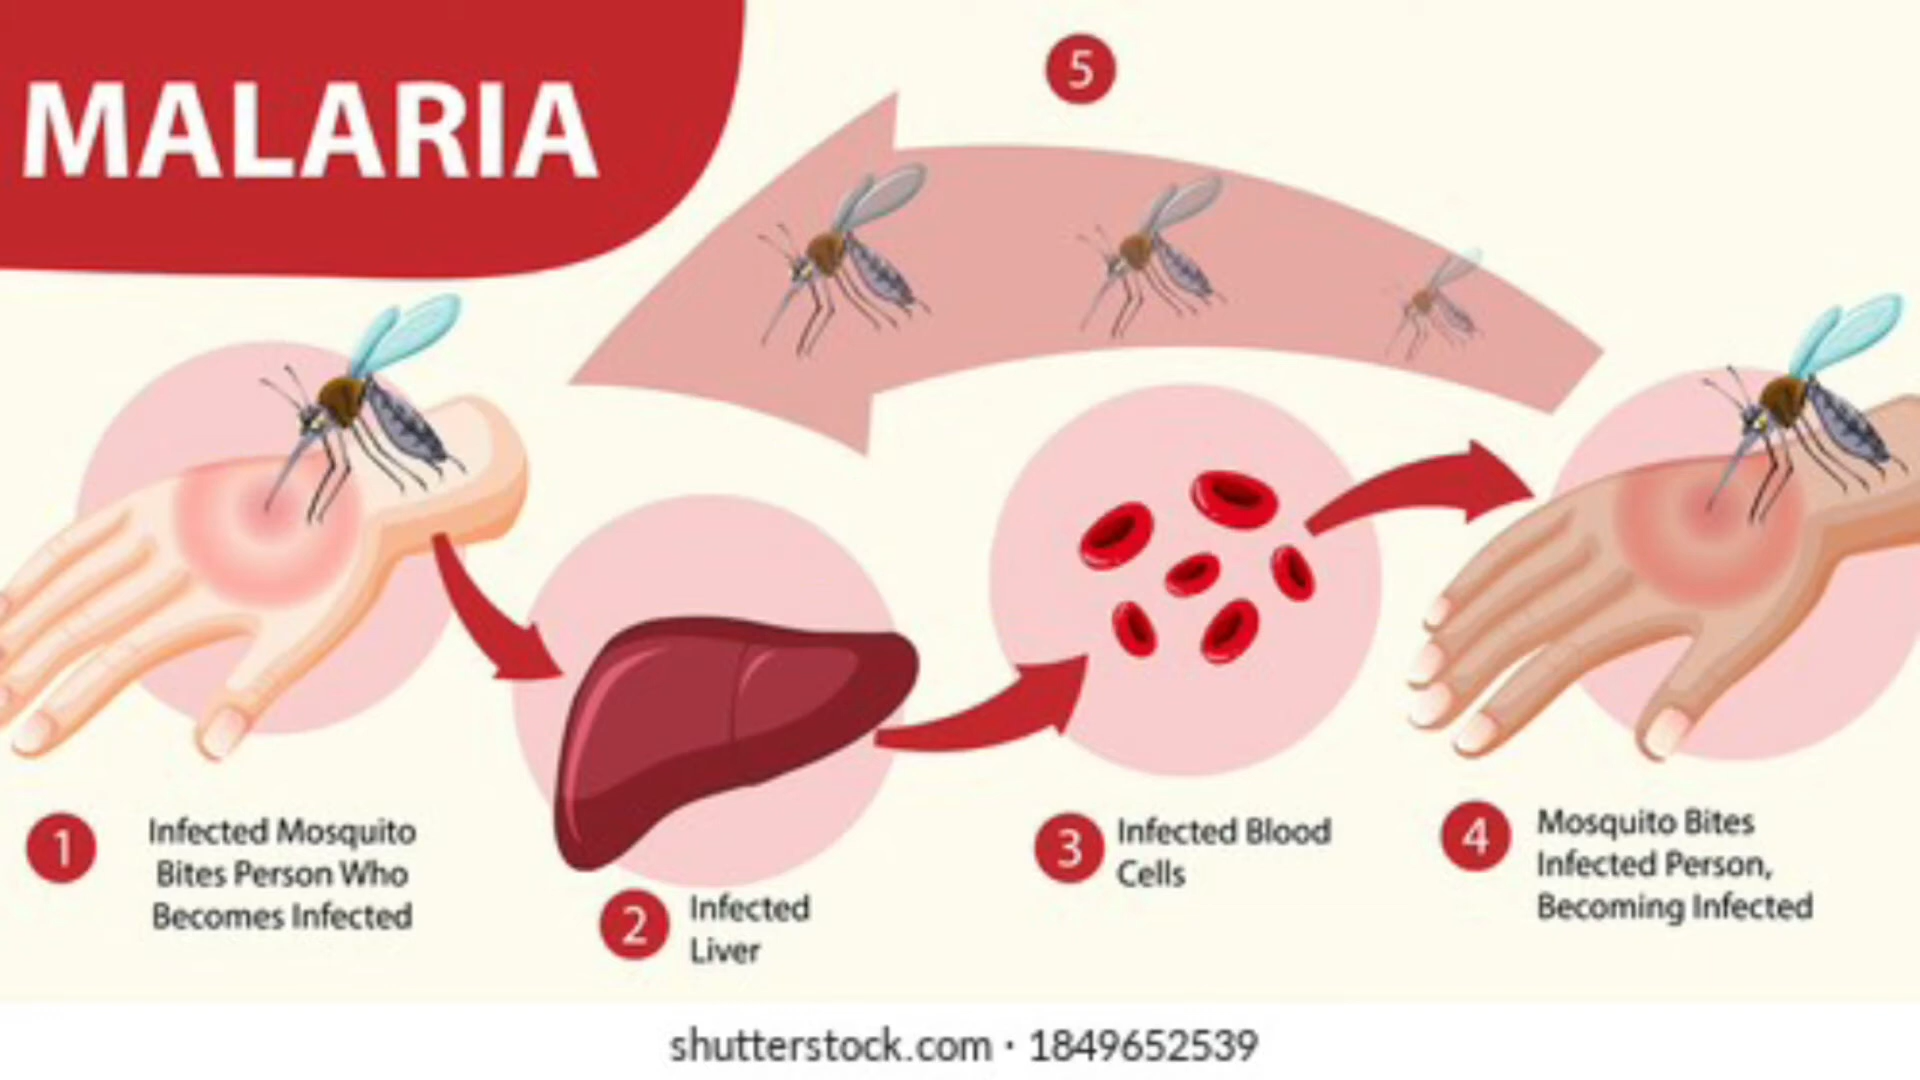 MALARIA
5
1
Infected Mosquito
Bites Person Who
Becomes Infected
2
Infected
Liver
3
Infected Blood
Cells
4
Mosquito Bites
Infected Person,
Becoming Infected
shutterstock.com · 1849652539